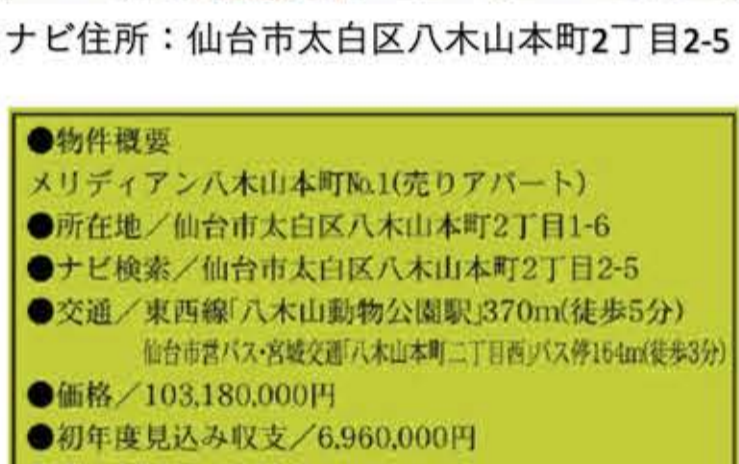 ナビ住所：仙台市太白区八木山本町2丁目2-5
●物件概要
メリディアン八木山本町№1(売りアパート)
●所在地／仙台市太白区八木山本町2丁目1-6
●ナビ検索／仙台市太白区八木山本町2丁目2-5
●交通／東西線「八木山動物公園駅」370m(徒歩5分)
仙台市営バス・宮城交通「八木山本町二丁目西」バス停164m(徒歩3分)
●価格／103,180,000円
●初年度見込み収支／6,960,000円